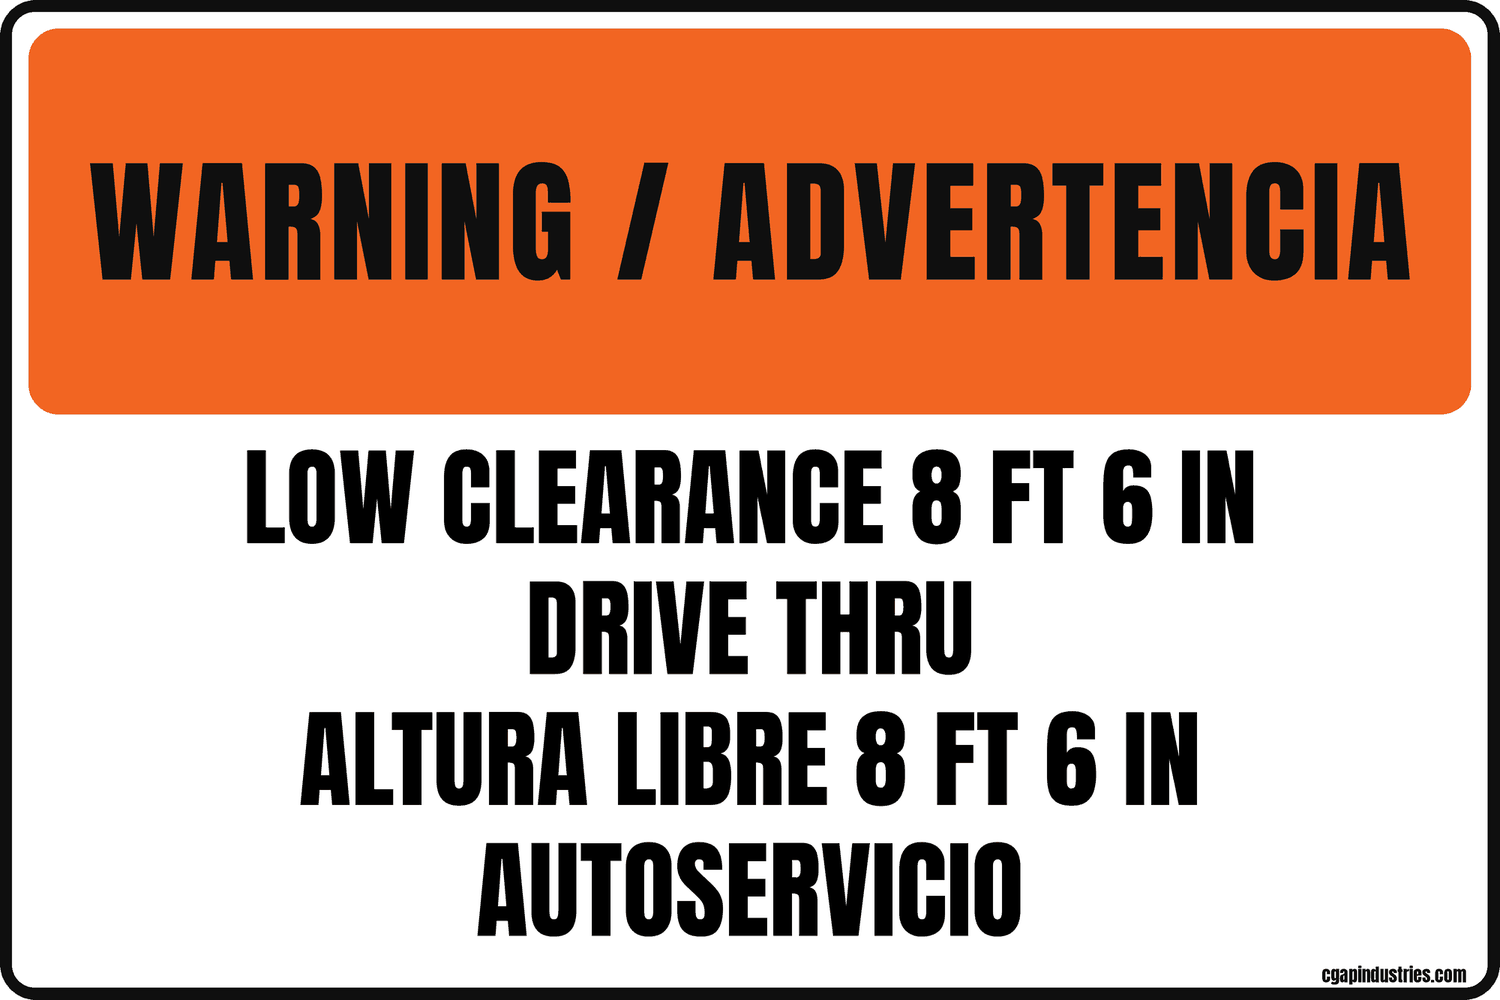 WARNING / ADVERTENCIA
LOW CLEARANCE 8 FT 6 IN
DRIVE THRU
ALTURA LIBRE 8 FT 6 IN
AUTOSERVICIO
cgapindustries.com